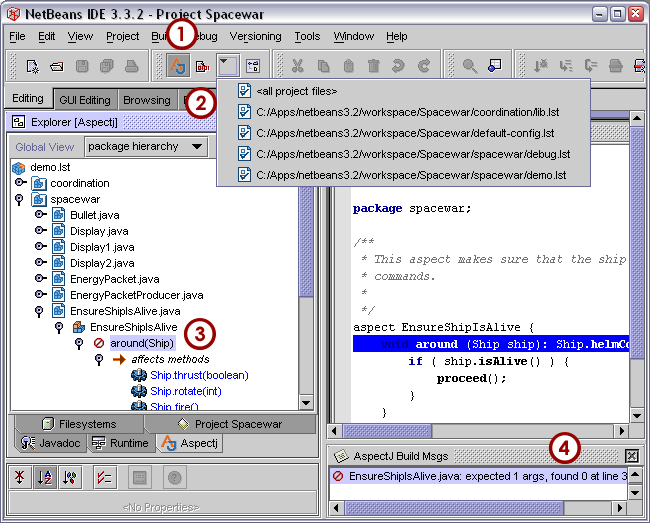 NetBeans IDE 3.3.2 - Project Spacewar
File Edit View Project Debug Versioning Tools Window Help
1
Editing GUI Editing Browsing
2
<all project files>
C:/Apps/netbeans3.2/workspace/Spacewar/coordination/lib.lst
C:/Apps/netbeans3.2/workspace/Spacewar/default-config.lst
C:/Apps/netbeans3.2/workspace/Spacewar/spacewar/debug.lst
C:/Apps/netbeans3.2/workspace/Spacewar/spacewar/demo.lst
Explorer [Aspectj]
Global View package hierarchy
demo.lst
coordination
spacewar
Bullet.java
Display.java
Display1.java
Display2.java
EnergyPacket.java
EnergyPacketProducer.java
EnsureShipIsAlive.java
EnsureShipIsAlive
around(Ship)
3
affects methods
Ship.thrust(boolean)
Ship.rotate(int)
Ship.fire()
Filesystems Project Spacewar
Javadoc Runtime Aspectj
<No Properties>
package spacewar;
/**
* This aspect makes sure that the ship
* commands.
*
*/
aspect EnsureShipIsAlive {
void around (Ship ship): Ship.helmCo
if ( ship.isAlive() ) {
proceed();
}
}
4
AspectJ Build Msgs
EnsureShipIsAlive.java: expected 1 args, found 0 at line 3